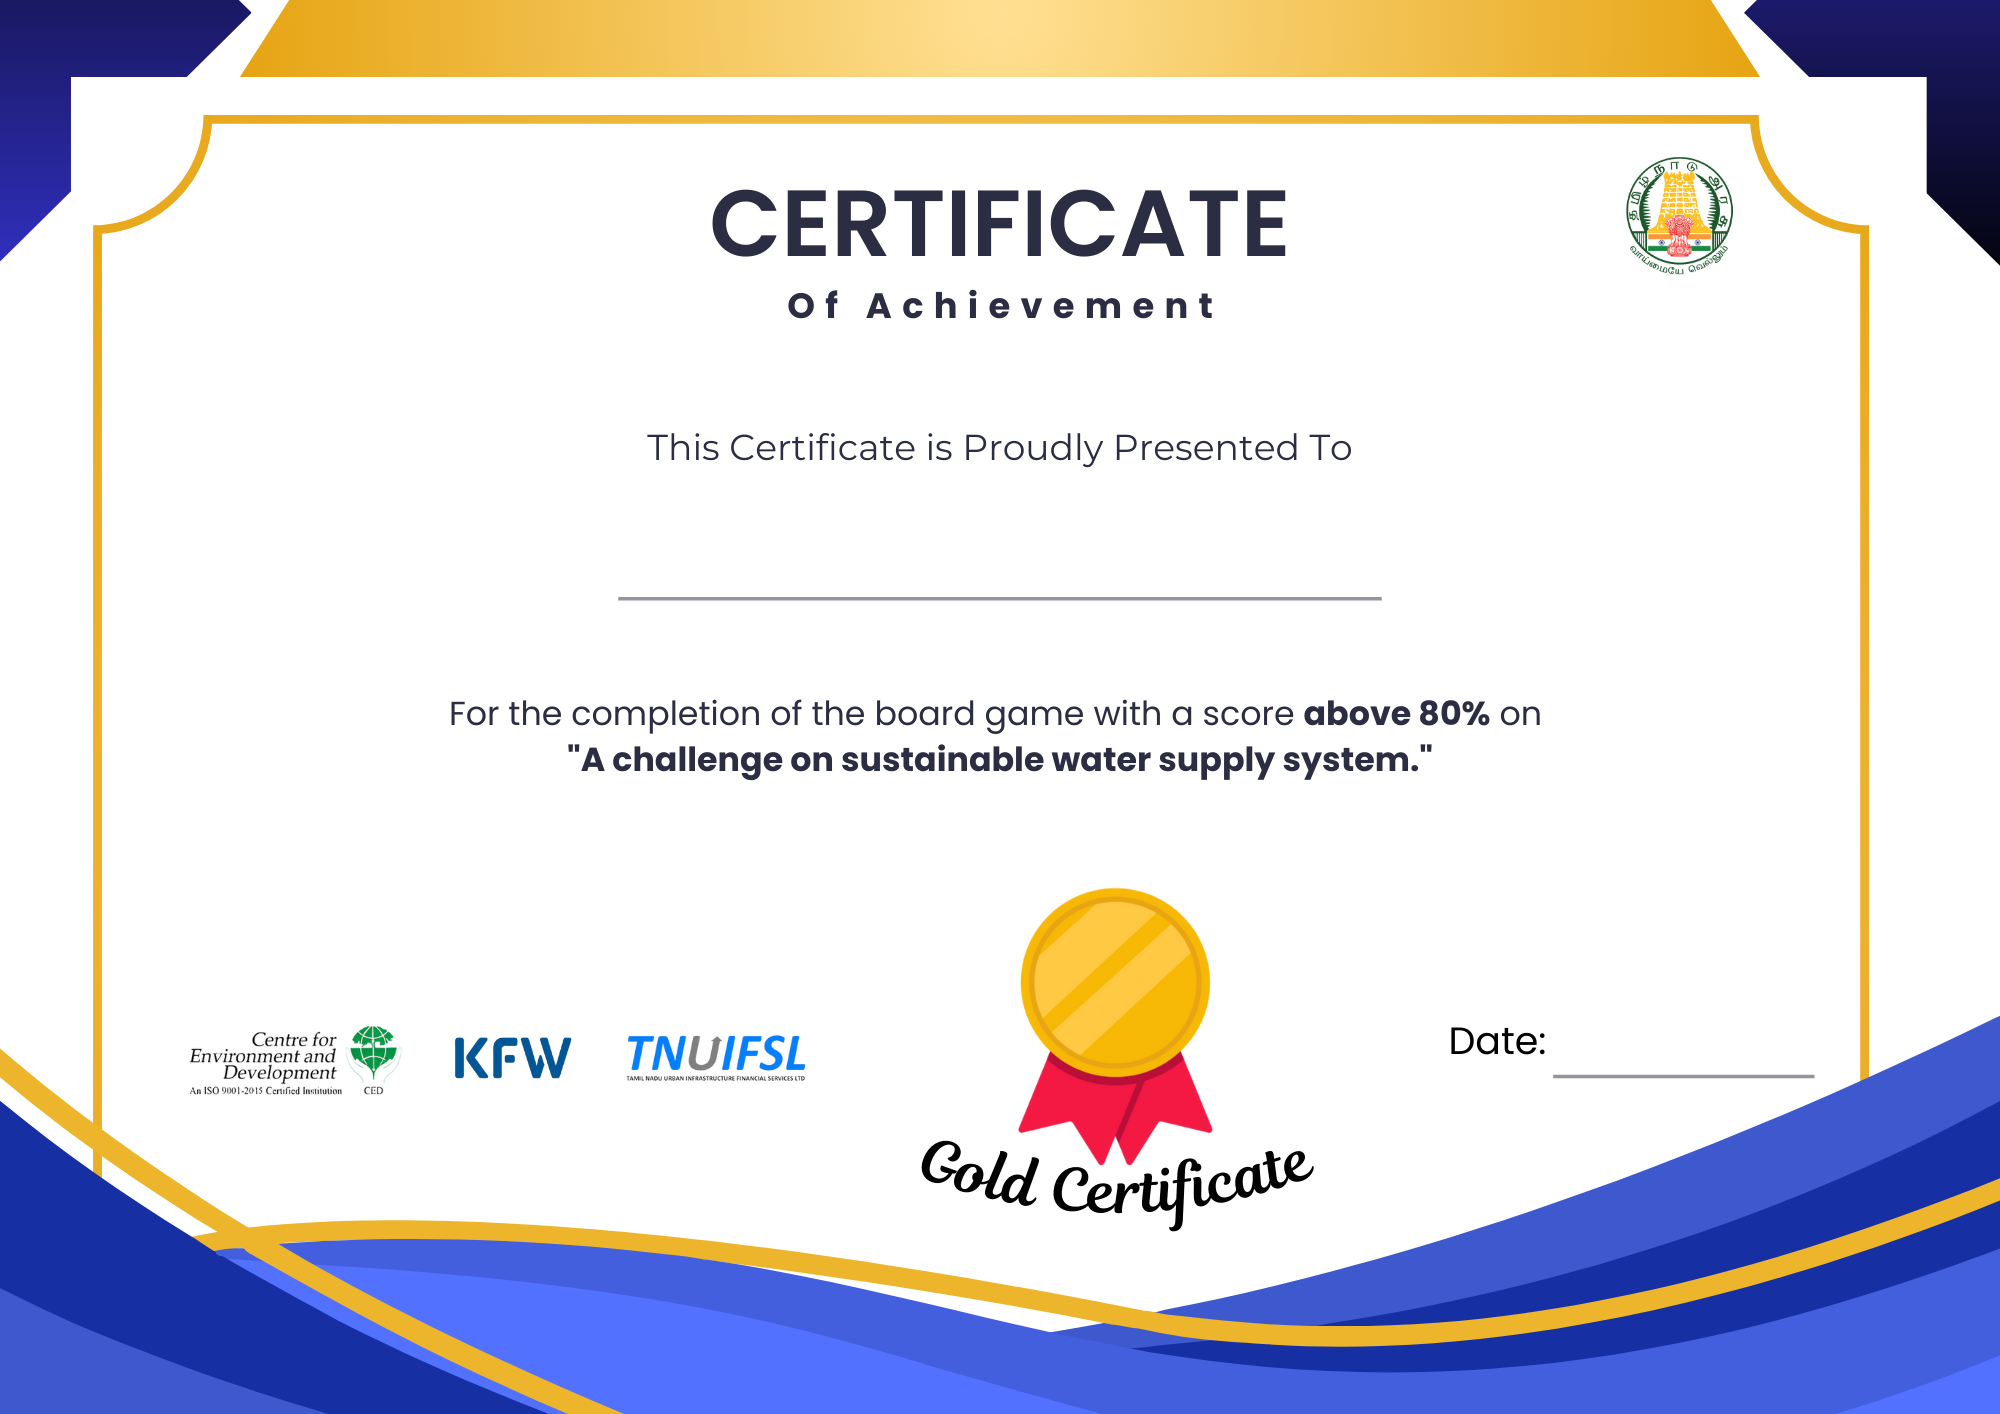 CERTIFICATE
Of Achievement
தமிழ்நாடு அரசு
வாய்மையே வெல்லும்
This Certificate is Proudly Presented To
For the completion of the board game with a score above 80% on
"A challenge on sustainable water supply system."
Centre for
Environment and
Development
An ISO 9001-2015 Certified Institution
CED
KFW
TNUIFSL
TAMIL NADU URBAN INFRASTRUCTURE FINANCIAL SERVICES LTD
Gold Certificate
Date: